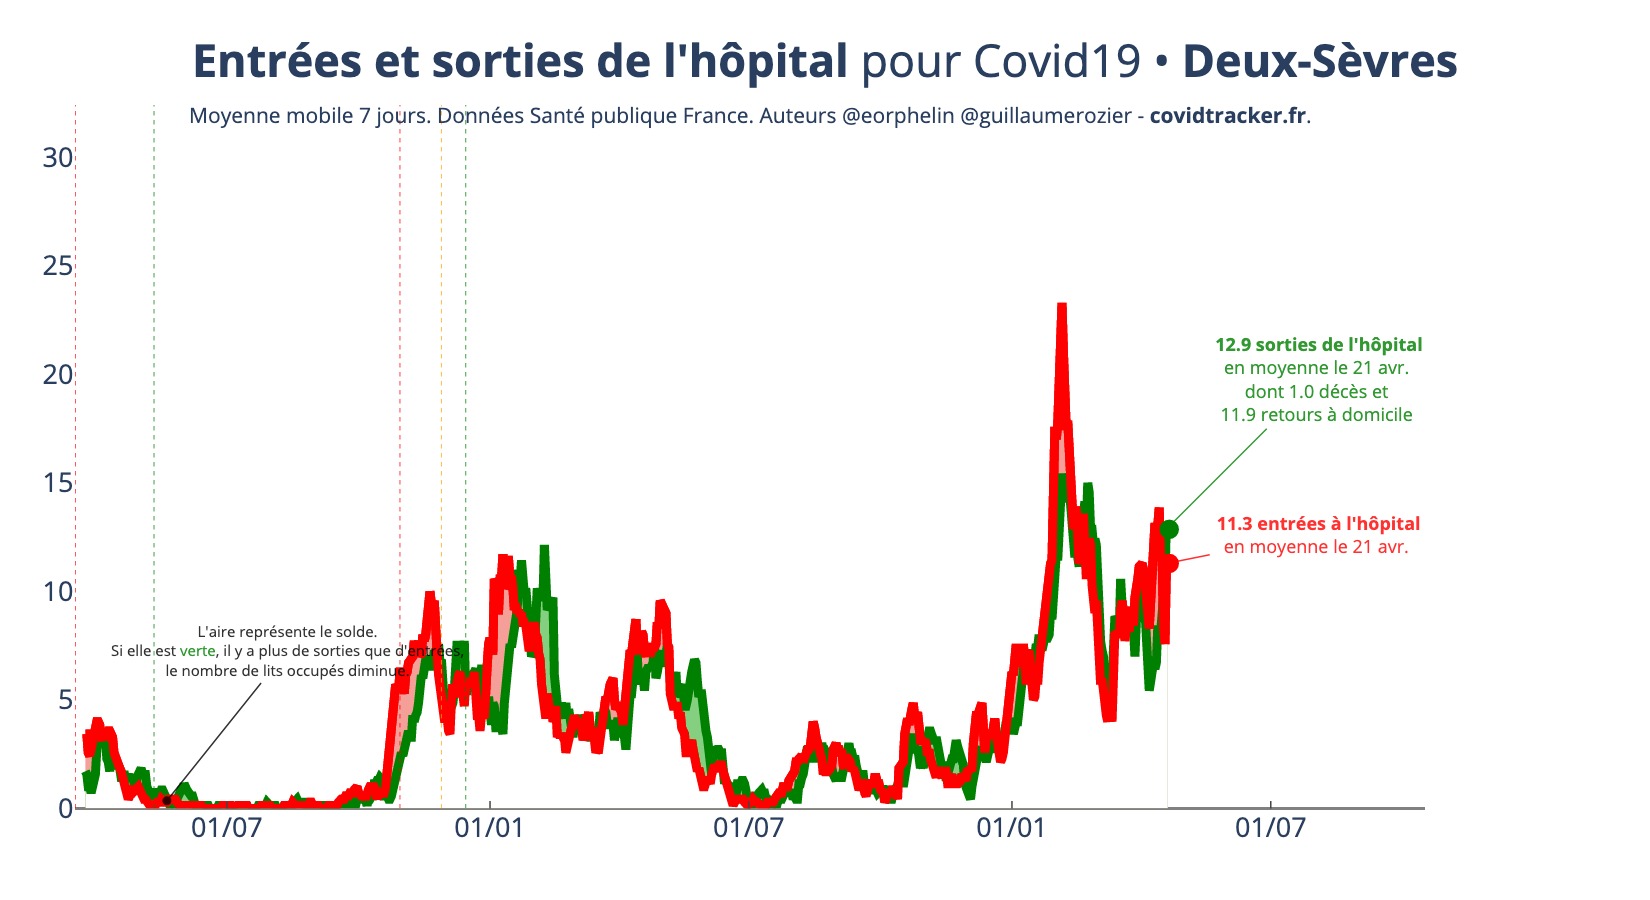 Entrées et sorties de l'hôpital pour Covid19 • Deux-Sèvres
Moyenne mobile 7 jours. Données Santé publique France. Auteurs @eorphelin @guillaumerozier - covidtracker.fr.
30
25
20
15
10
5
0
12.9 sorties de l'hôpital
en moyenne le 21 avr.
dont 1.0 décès et
11.9 retours à domicile
11.3 entrées à l'hôpital
en moyenne le 21 avr.
L'aire représente le solde.
Si elle est verte, il y a plus de sorties que d'entrées,
le nombre de lits occupés diminue.
01/07
01/01
01/07
01/01
01/07